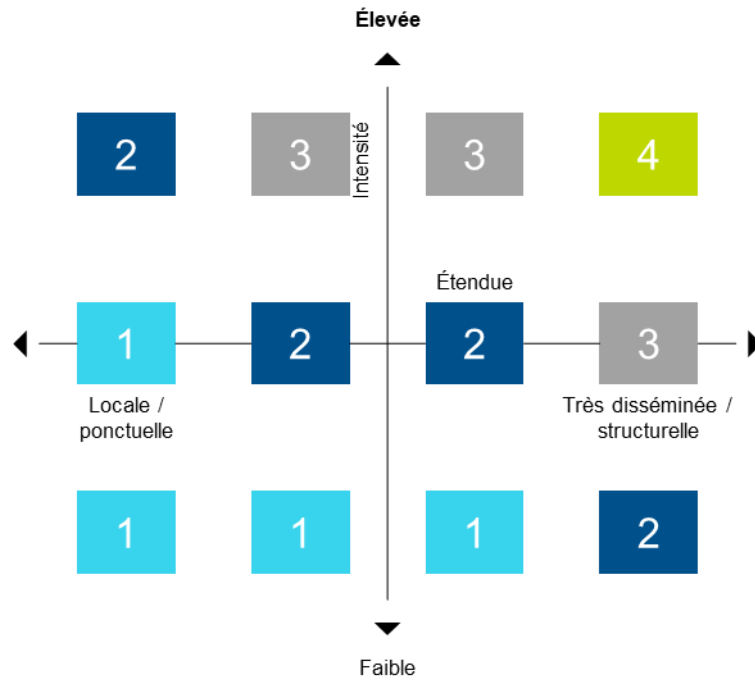 Élevée
2
3
Intensité
3
4
Étendue
1
2
2
3
Locale /
ponctuelle
Très disséminée /
structurelle
1
1
1
2
Faible